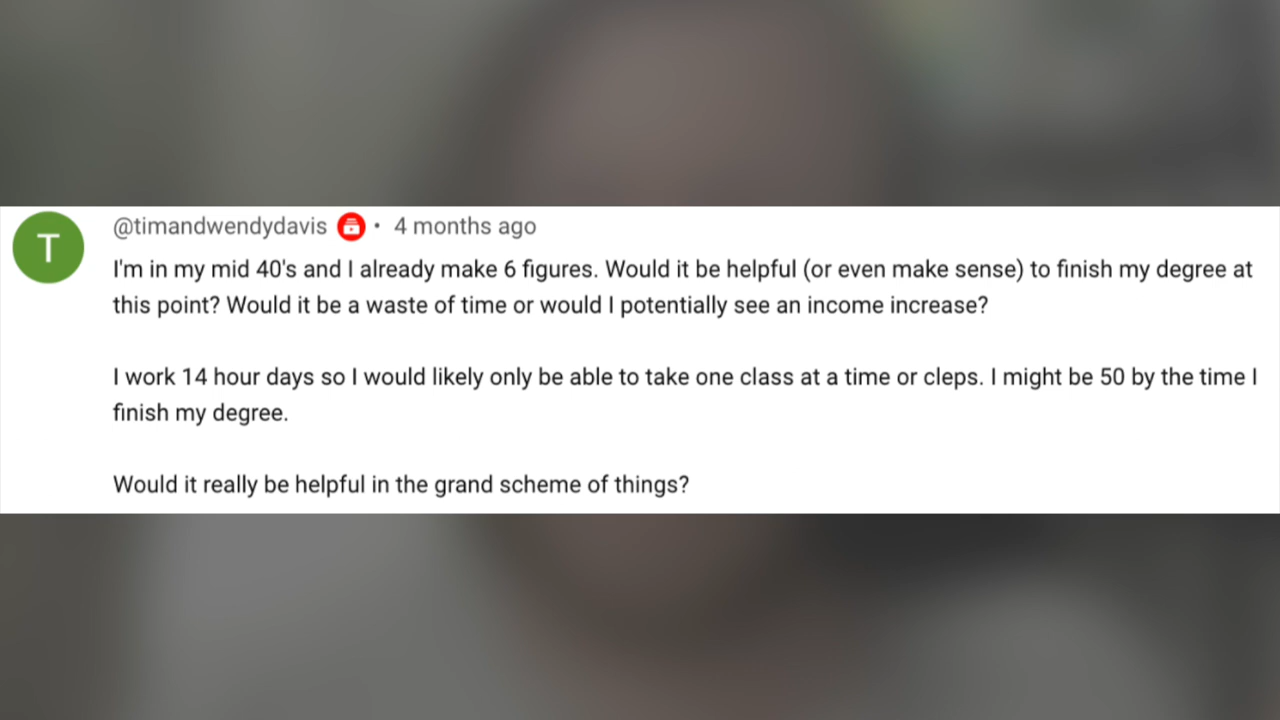 T
@timandwendydavis • 4 months ago
I'm in my mid 40's and I already make 6 figures. Would it be helpful (or even make sense) to finish my degree at
this point? Would it be a waste of time or would I potentially see an income increase?
I work 14 hour days so I would likely only be able to take one class at a time or cleps. I might be 50 by the time I
finish my degree.
Would it really be helpful in the grand scheme of things?